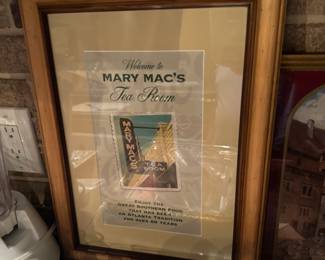 Welcome to
MARY MAC'S
Tea Room
MARY MAC'S
TEA
ROOM
ENJOY THE
GREAT SOUTHERN FOOD
THAT HAS BEEN
AN ATLANTA TRADITION
FOR OVER 60 YEARS